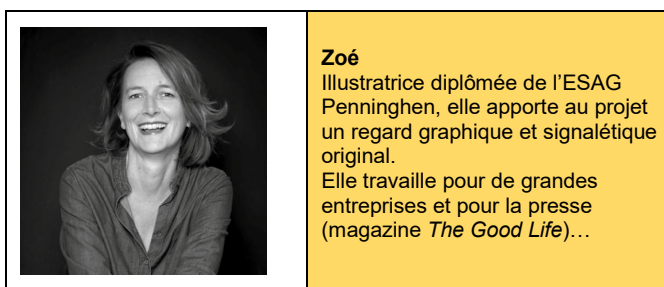 Zoé
Illustratrice diplômée de l’ESAG
Penninghen, elle apporte au projet
un regard graphique et signalétique
original.
Elle travaille pour de grandes
entreprises et pour la presse
(magazine The Good Life)…